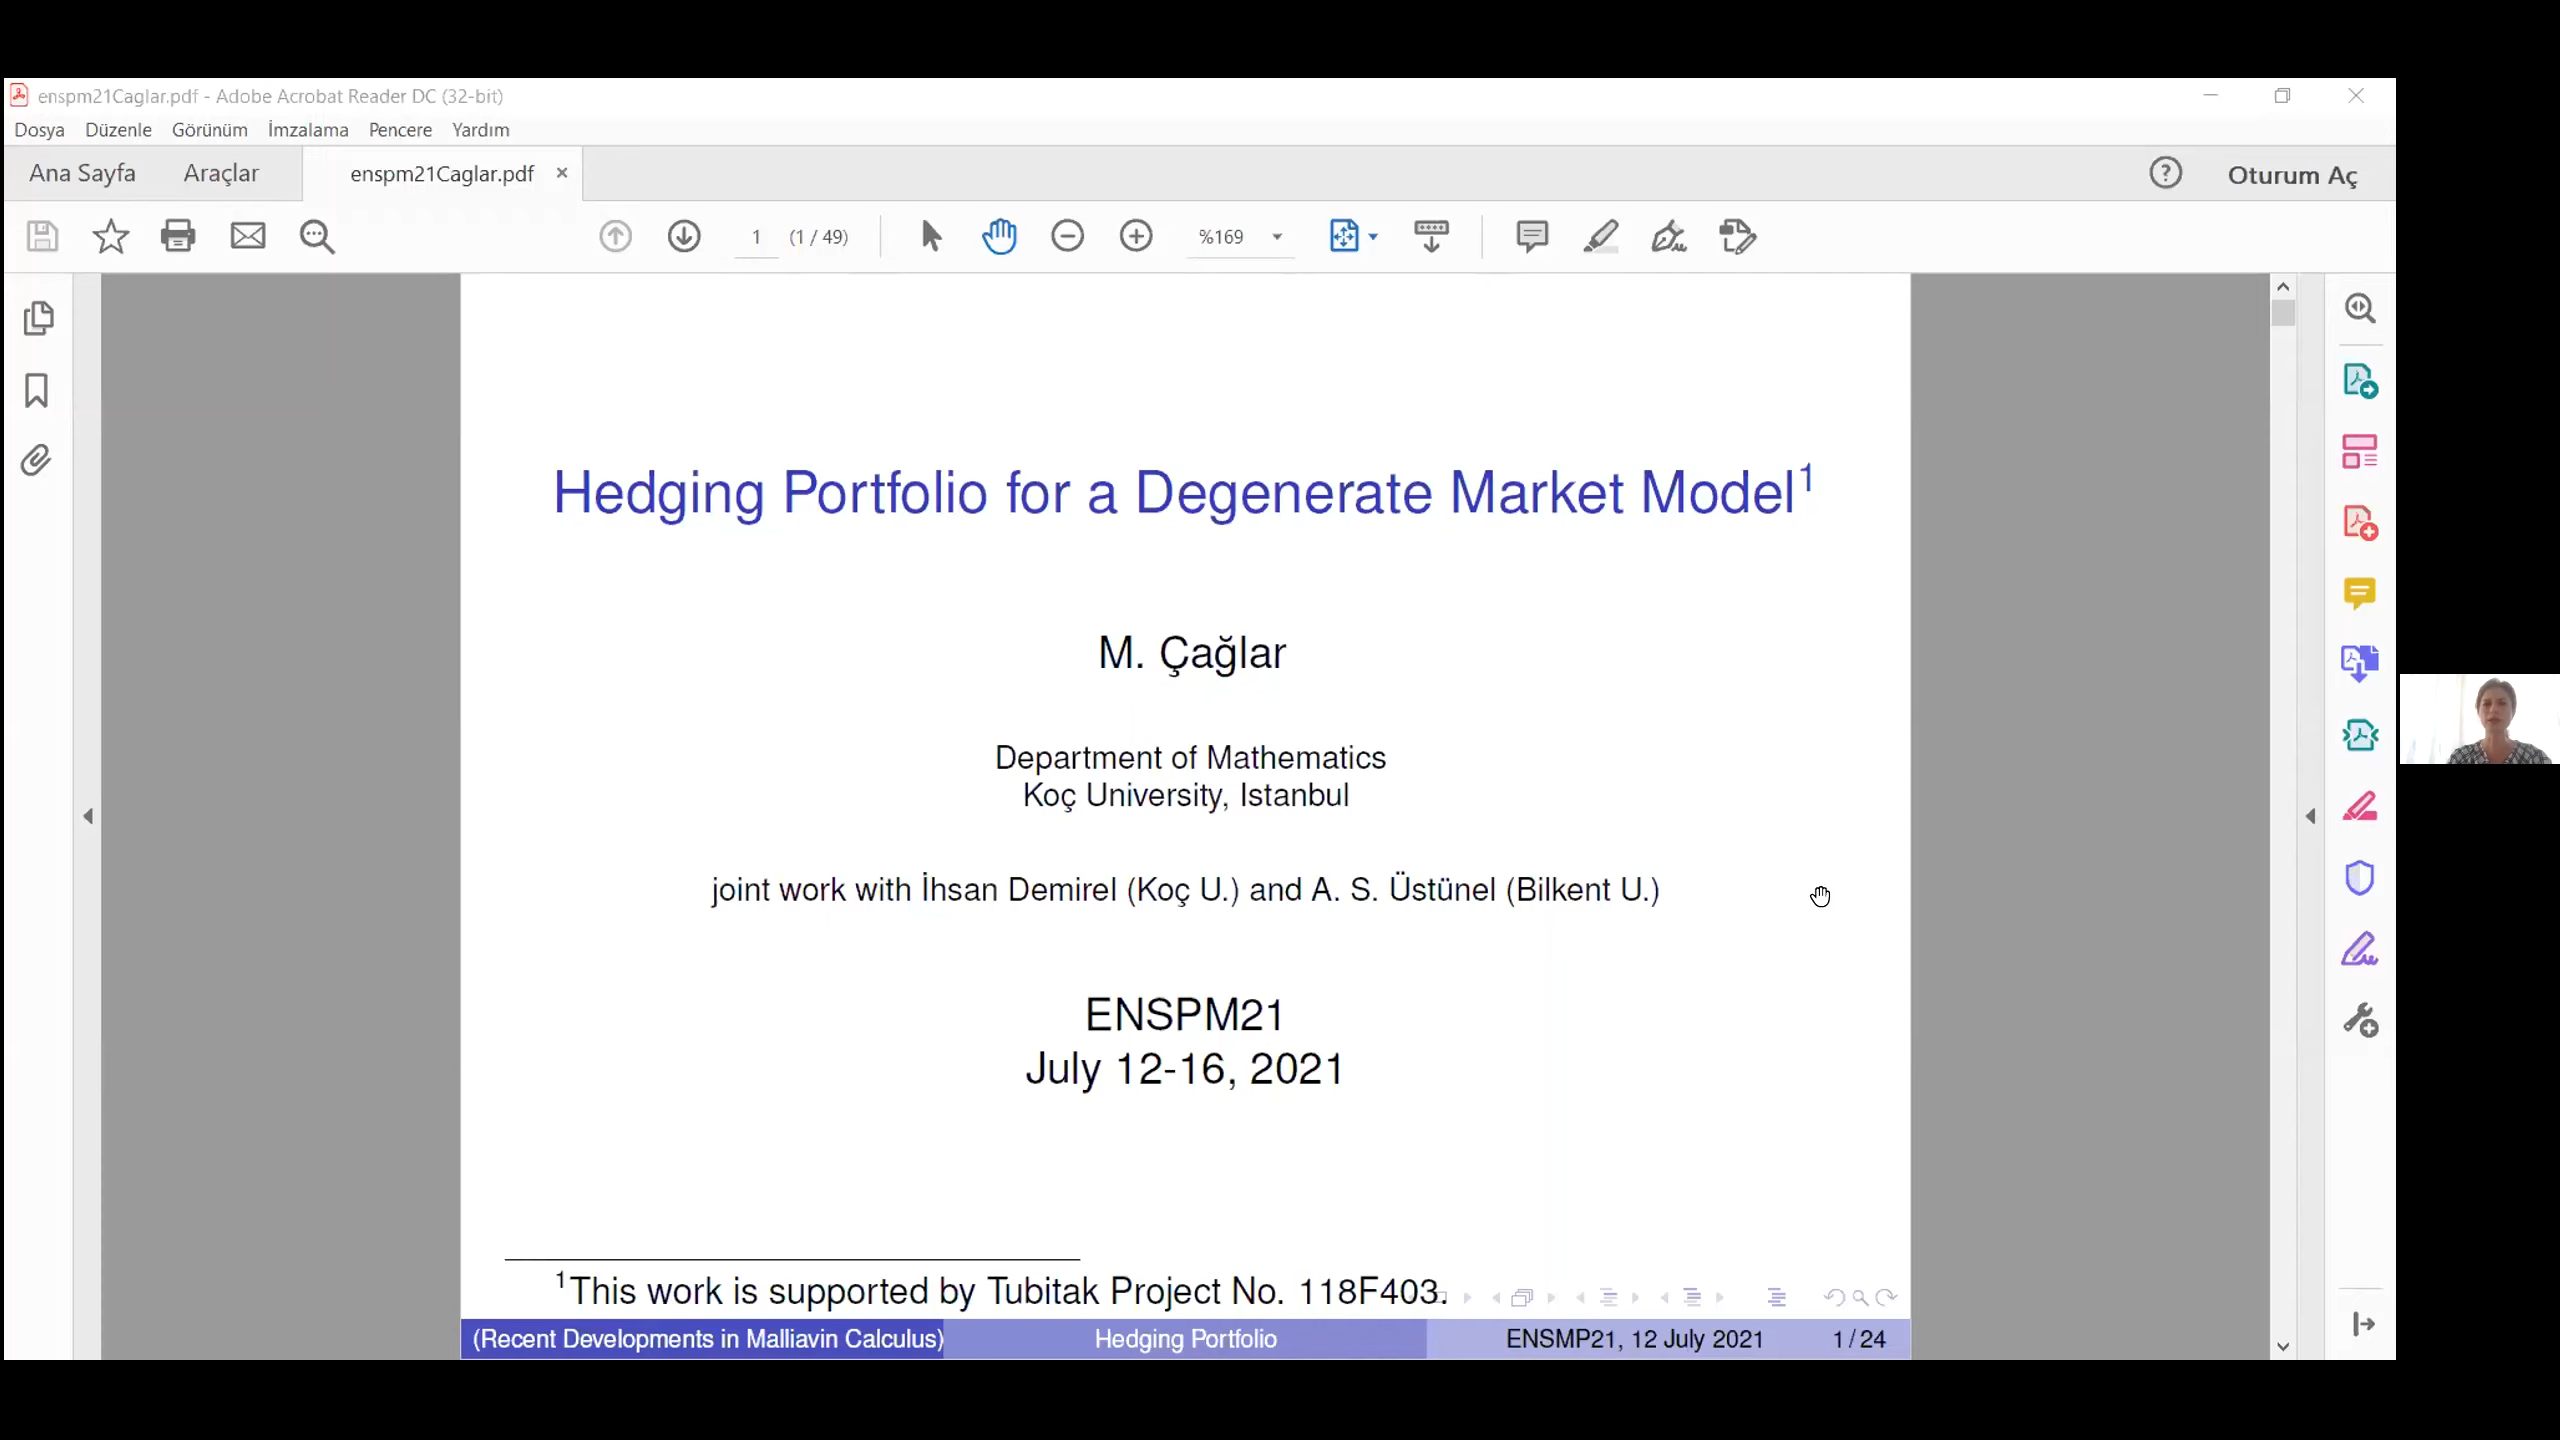 enspm21Caglar.pdf - Adobe Acrobat Reader DC (32-bit)
Dosya Düzenle Görünüm İmzalama Pencere Yardım
Ana Sayfa Araçlar enspm21Caglar.pdf × ? Oturum Aç
1 (1 / 49) %169
Hedging Portfolio for a Degenerate Market Model¹
M. Çağlar
Department of Mathematics
Koç University, Istanbul
joint work with İhsan Demirel (Koç U.) and A. S. Üstünel (Bilkent U.)
ENSPM21
July 12-16, 2021
¹This work is supported by Tubitak Project No. 118F403.
(Recent Developments in Malliavin Calculus) Hedging Portfolio ENSMP21, 12 July 2021 1 / 24